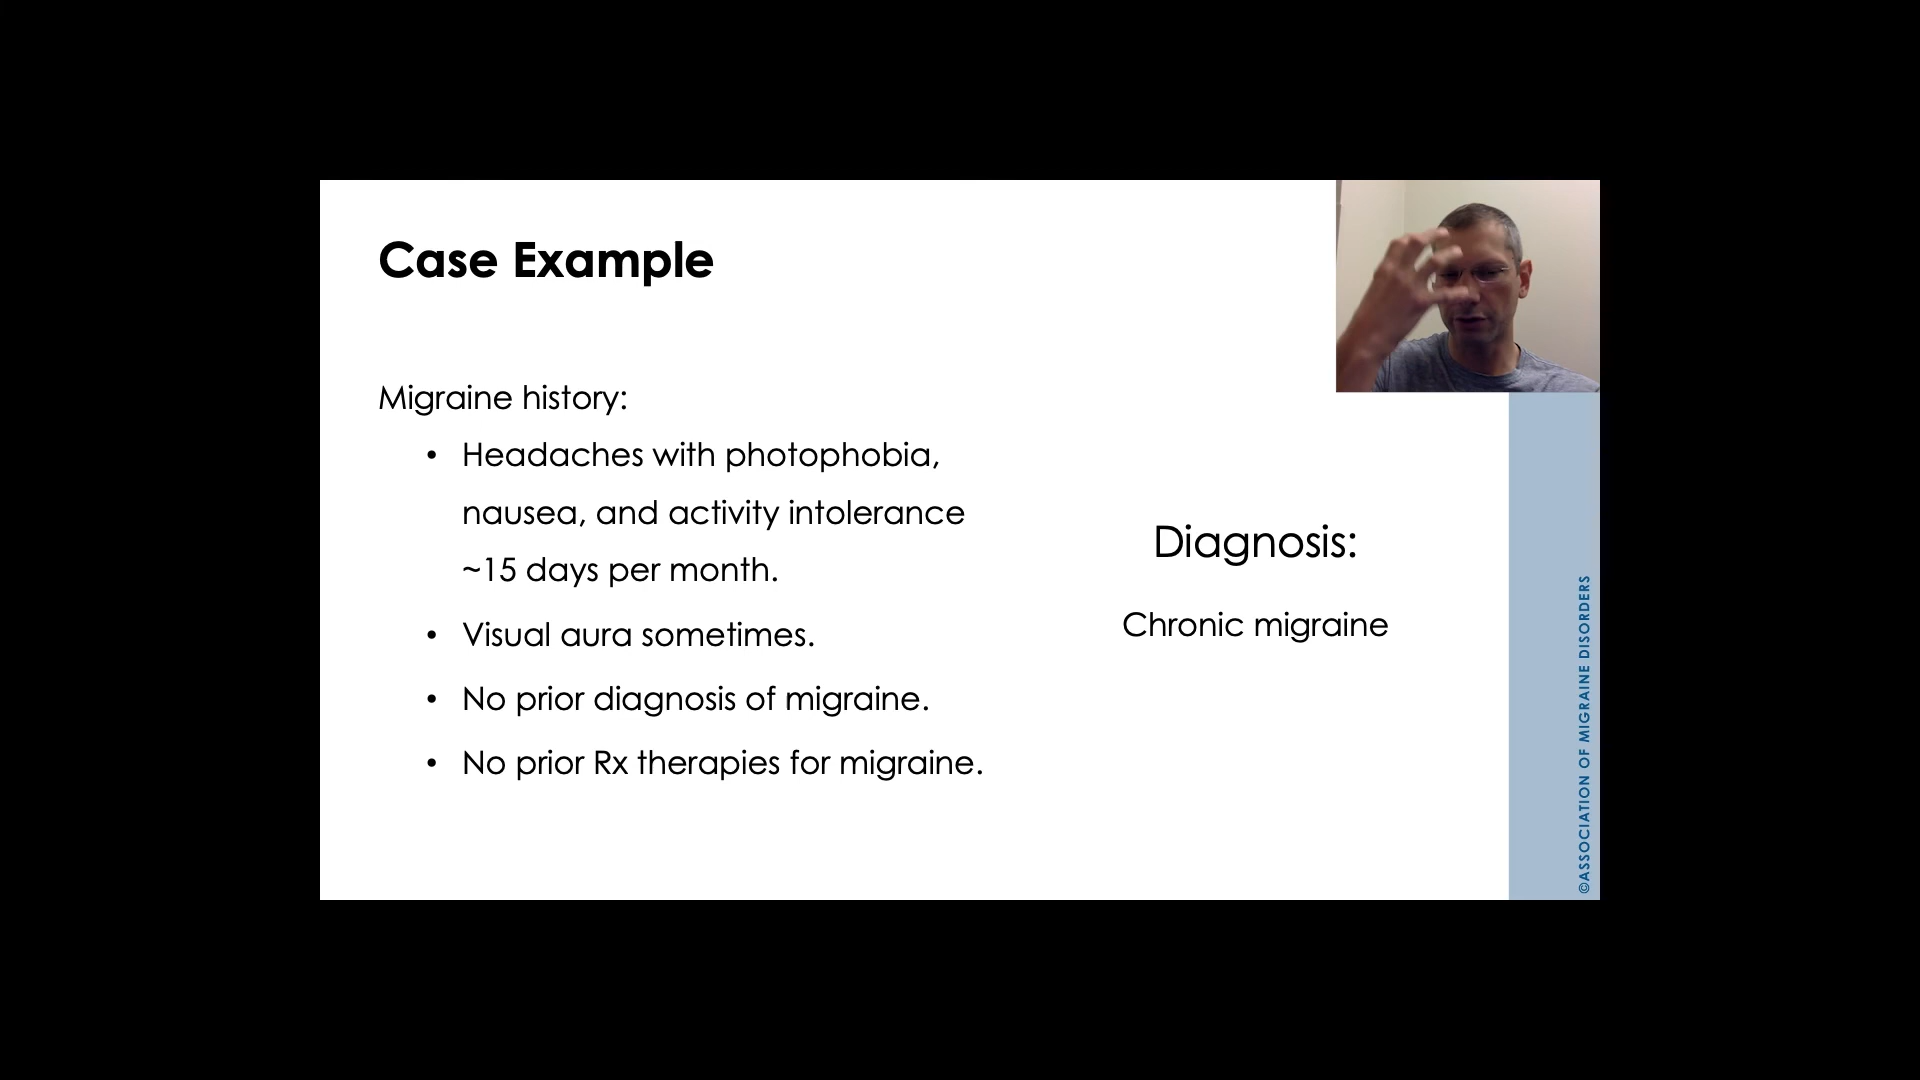 Case Example
Migraine history:
• Headaches with photophobia,
nausea, and activity intolerance
~15 days per month.
• Visual aura sometimes.
• No prior diagnosis of migraine.
• No prior Rx therapies for migraine.
Diagnosis:
Chronic migraine
©ASSOCIATION OF MIGRAINE DISORDERS